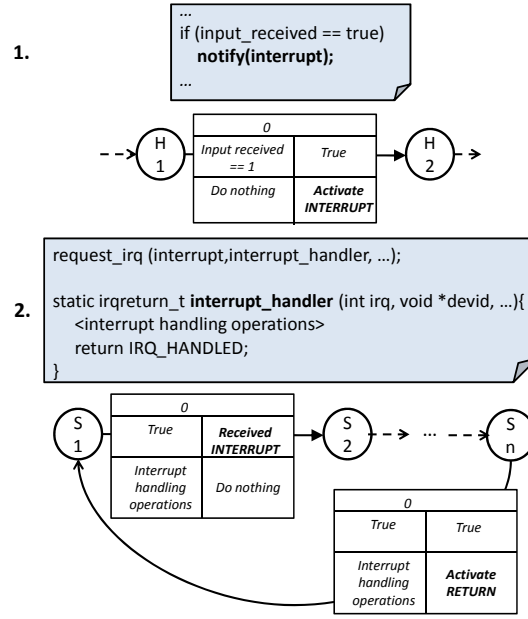 1.
...
if (input_received == true)
notify(interrupt);
...
H
1
0
Input received
== 1
True
Do nothing
Activate
INTERRUPT
H
2
2.
request_irq (interrupt,interrupt_handler, ...);
static irqreturn_t interrupt_handler (int irq, void *devid, ...){
<interrupt handling operations>
return IRQ_HANDLED;
}
S
1
0
True
Received
INTERRUPT
Interrupt
handling
operations
Do nothing
S
2
...
S
n
0
True
True
Interrupt
handling
operations
Activate
RETURN